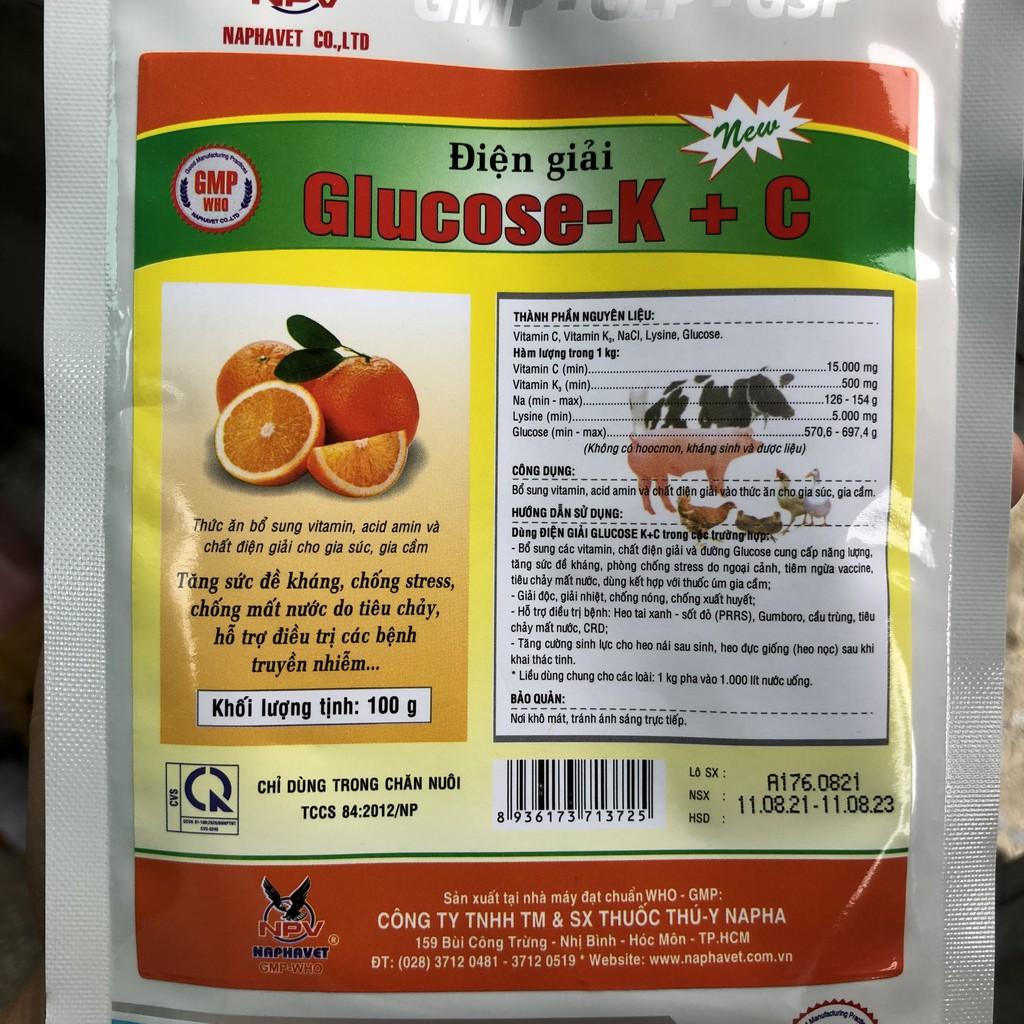 NPV
GMP - GLP - GSP
NAPHAVET CO.,LTD
New
Điện giải
Glucose-K + C
Good Manufacturing Practices
GMP
WHO
NAPHAVET CO.,LTD
Thức ăn bổ sung vitamin, acid amin và
chất điện giải cho gia súc, gia cầm
Tăng sức đề kháng, chống stress,
chống mất nước do tiêu chảy,
hỗ trợ điều trị các bệnh
truyền nhiễm...
Khối lượng tịnh: 100 g
THÀNH PHẦN NGUYÊN LIỆU:
Vitamin C, Vitamin K₃, NaCl, Lysine, Glucose.
Hàm lượng trong 1 kg:
Vitamin C (min)....................15.000 mg
Vitamin K₃ (min)....................500 mg
Na (min - max)....................126 - 154 g
Lysine (min)....................5.000 mg
Glucose (min - max)....................570,6 - 697,4 g
(Không có hoocmon, kháng sinh và dược liệu)
CÔNG DỤNG:
Bổ sung vitamin, acid amin và chất điện giải vào thức ăn cho gia súc, gia cầm.
HƯỚNG DẪN SỬ DỤNG:
Dùng ĐIỆN GIẢI GLUCOSE K+C trong các trường hợp:
- Bổ sung các vitamin, chất điện giải và đường Glucose cung cấp năng lượng,
tăng sức đề kháng, phòng chống stress do ngoại cảnh, tiêm ngừa vaccine,
tiêu chảy mất nước, dùng kết hợp với thuốc úm gia cầm;
- Giải độc, giải nhiệt, chống nóng, chống xuất huyết;
- Hỗ trợ điều trị bệnh: Heo tai xanh - sốt đỏ (PRRS), Gumboro, cầu trùng, tiêu
chảy mất nước, CRD;
- Tăng cường sinh lực cho heo nái sau sinh, heo đực giống (heo nọc) sau khi
khai thác tinh.
* Liều dùng chung cho các loài: 1 kg pha vào 1.000 lít nước uống.
BẢO QUẢN:
Nơi khô mát, tránh ánh sáng trực tiếp.
CVS
CHỈ DÙNG TRONG CHĂN NUÔI
TCCS 84:2012/NP
8 936173 713725
Lô SX : A176.0821
NSX : 11.08.21-11.08.23
HSD :
NPV
NAPHAVET ®
GMP-WHO
Sản xuất tại nhà máy đạt chuẩn WHO - GMP:
CÔNG TY TNHH TM & SX THUỐC THÚ-Y NAPHA
159 Bùi Công Trừng - Nhị Bình - Hóc Môn - TP.HCM
ĐT: (028) 3712 0481 - 3712 0519 * Website: www.naphavet.com.vn
Good Manufacturing Practices